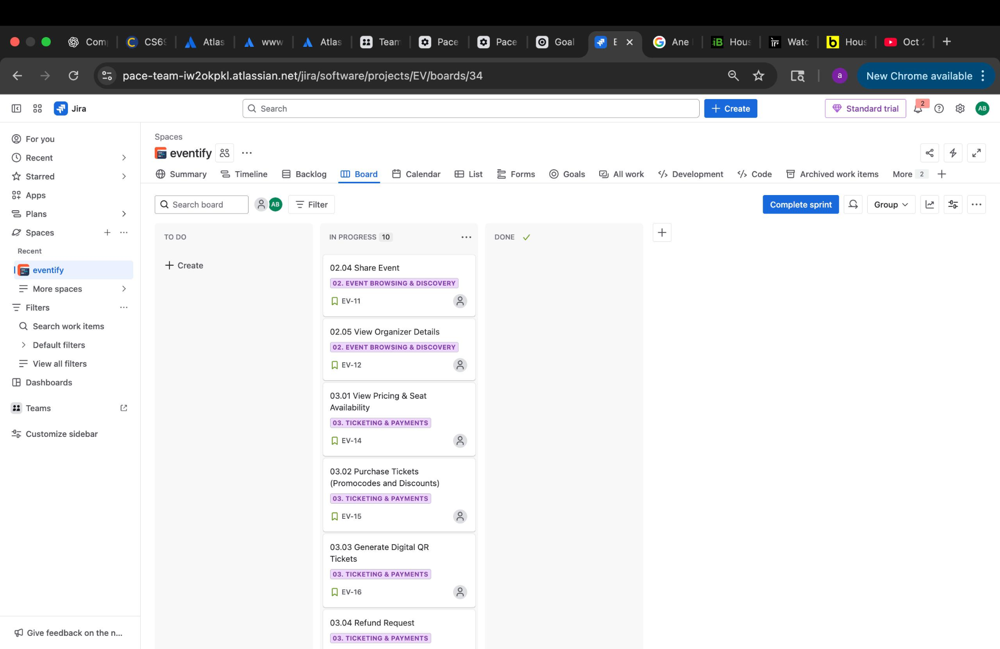 Com
CS69
Atlas
www
Atlas
Team
Pace
Pace
Goal
E
Ane
iB Hous
Watc
b Hous
Oct
pace-team-iw2okpkl.atlassian.net/jira/software/projects/EV/boards/34
a
New Chrome available
Jira
Search
Create
Standard trial
2
AB
For you
Recent
Starred
Apps
Plans
Spaces
Recent
eventify
More spaces
Filters
Search work items
Default filters
View all filters
Dashboards
Teams
Customize sidebar
Give feedback on the n...
Spaces
eventify
Summary
Timeline
Backlog
Board
Calendar
List
Forms
Goals
All work
Development
Code
Archived work items
More 2
Search board
AB
Filter
Complete sprint
Group
TO DO
Create
IN PROGRESS 10
02.04 Share Event
02. EVENT BROWSING & DISCOVERY
EV-11
02.05 View Organizer Details
02. EVENT BROWSING & DISCOVERY
EV-12
03.01 View Pricing & Seat
Availability
03. TICKETING & PAYMENTS
EV-14
03.02 Purchase Tickets
(Promocodes and Discounts)
03. TICKETING & PAYMENTS
EV-15
03.03 Generate Digital QR
Tickets
03. TICKETING & PAYMENTS
EV-16
03.04 Refund Request
03. TICKETING & PAYMENTS
DONE